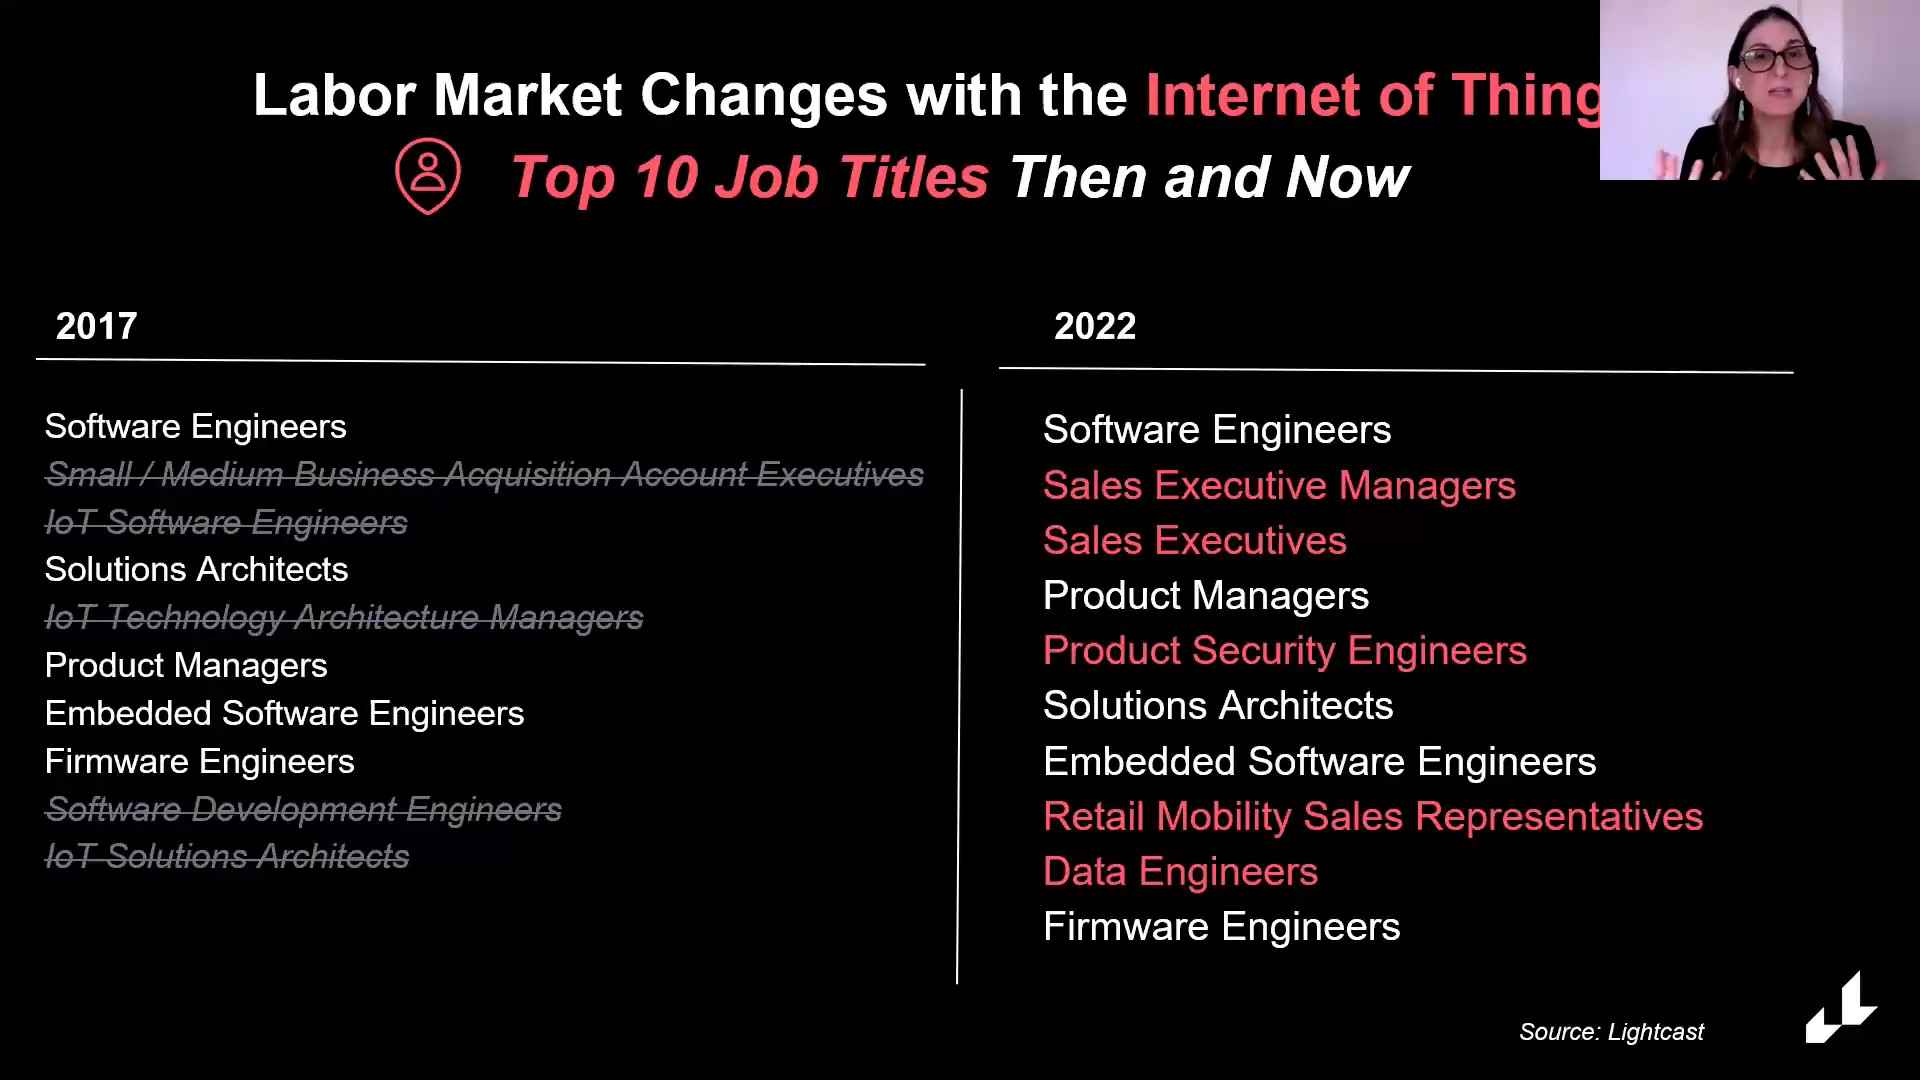 Labor Market Changes with the Internet of Thing
Top 10 Job Titles Then and Now
2017
Software Engineers
Small / Medium Business Acquisition Account Executives
IoT Software Engineers
Solutions Architects
IoT Technology Architecture Managers
Product Managers
Embedded Software Engineers
Firmware Engineers
Software Development Engineers
IoT Solutions Architects
2022
Software Engineers
Sales Executive Managers
Sales Executives
Product Managers
Product Security Engineers
Solutions Architects
Embedded Software Engineers
Retail Mobility Sales Representatives
Data Engineers
Firmware Engineers
Source: Lightcast